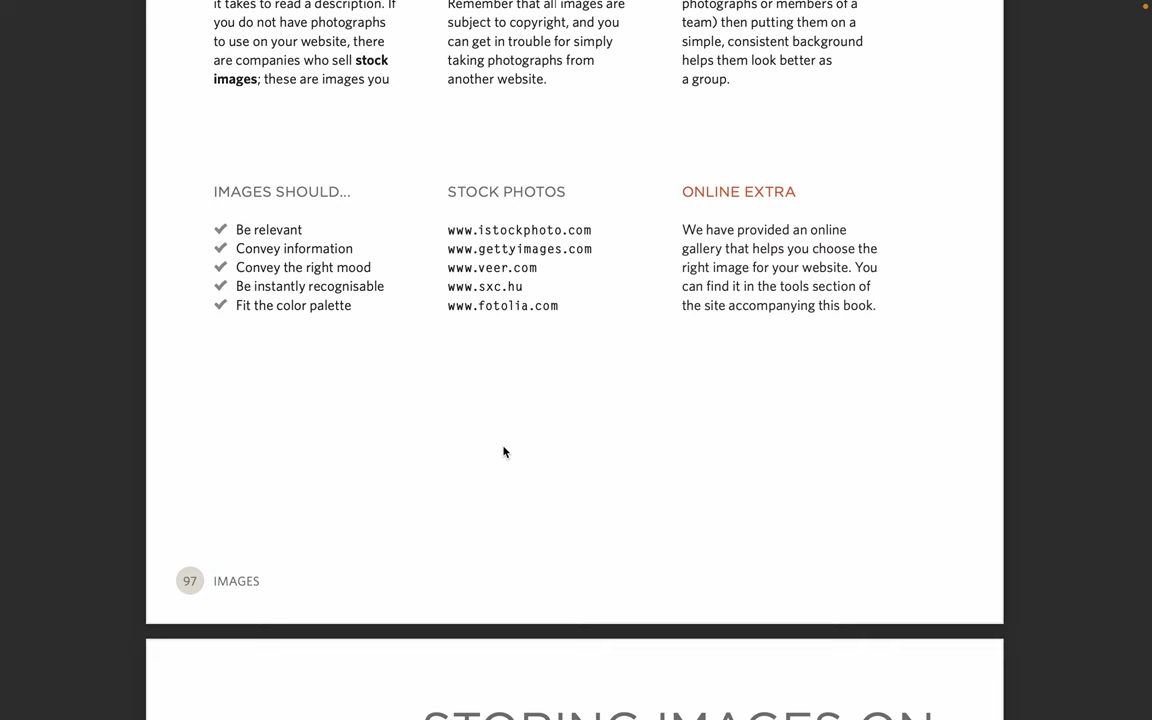 it takes to read a description. If
you do not have photographs
to use on your website, there
are companies who sell stock
images; these are images you
Remember that all images are
subject to copyright, and you
can get in trouble for simply
taking photographs from
another website.
photographs or members of a
team) then putting them on a
simple, consistent background
helps them look better as
a group.
IMAGES SHOULD...
Be relevant
Convey information
Convey the right mood
Be instantly recognisable
Fit the color palette
STOCK PHOTOS
www.istockphoto.com
www.gettyimages.com
www.veer.com
www.sxc.hu
www.fotolia.com
ONLINE EXTRA
We have provided an online
gallery that helps you choose the
right image for your website. You
can find it in the tools section of
the site accompanying this book.
97 IMAGES
STORING IMAGES ON